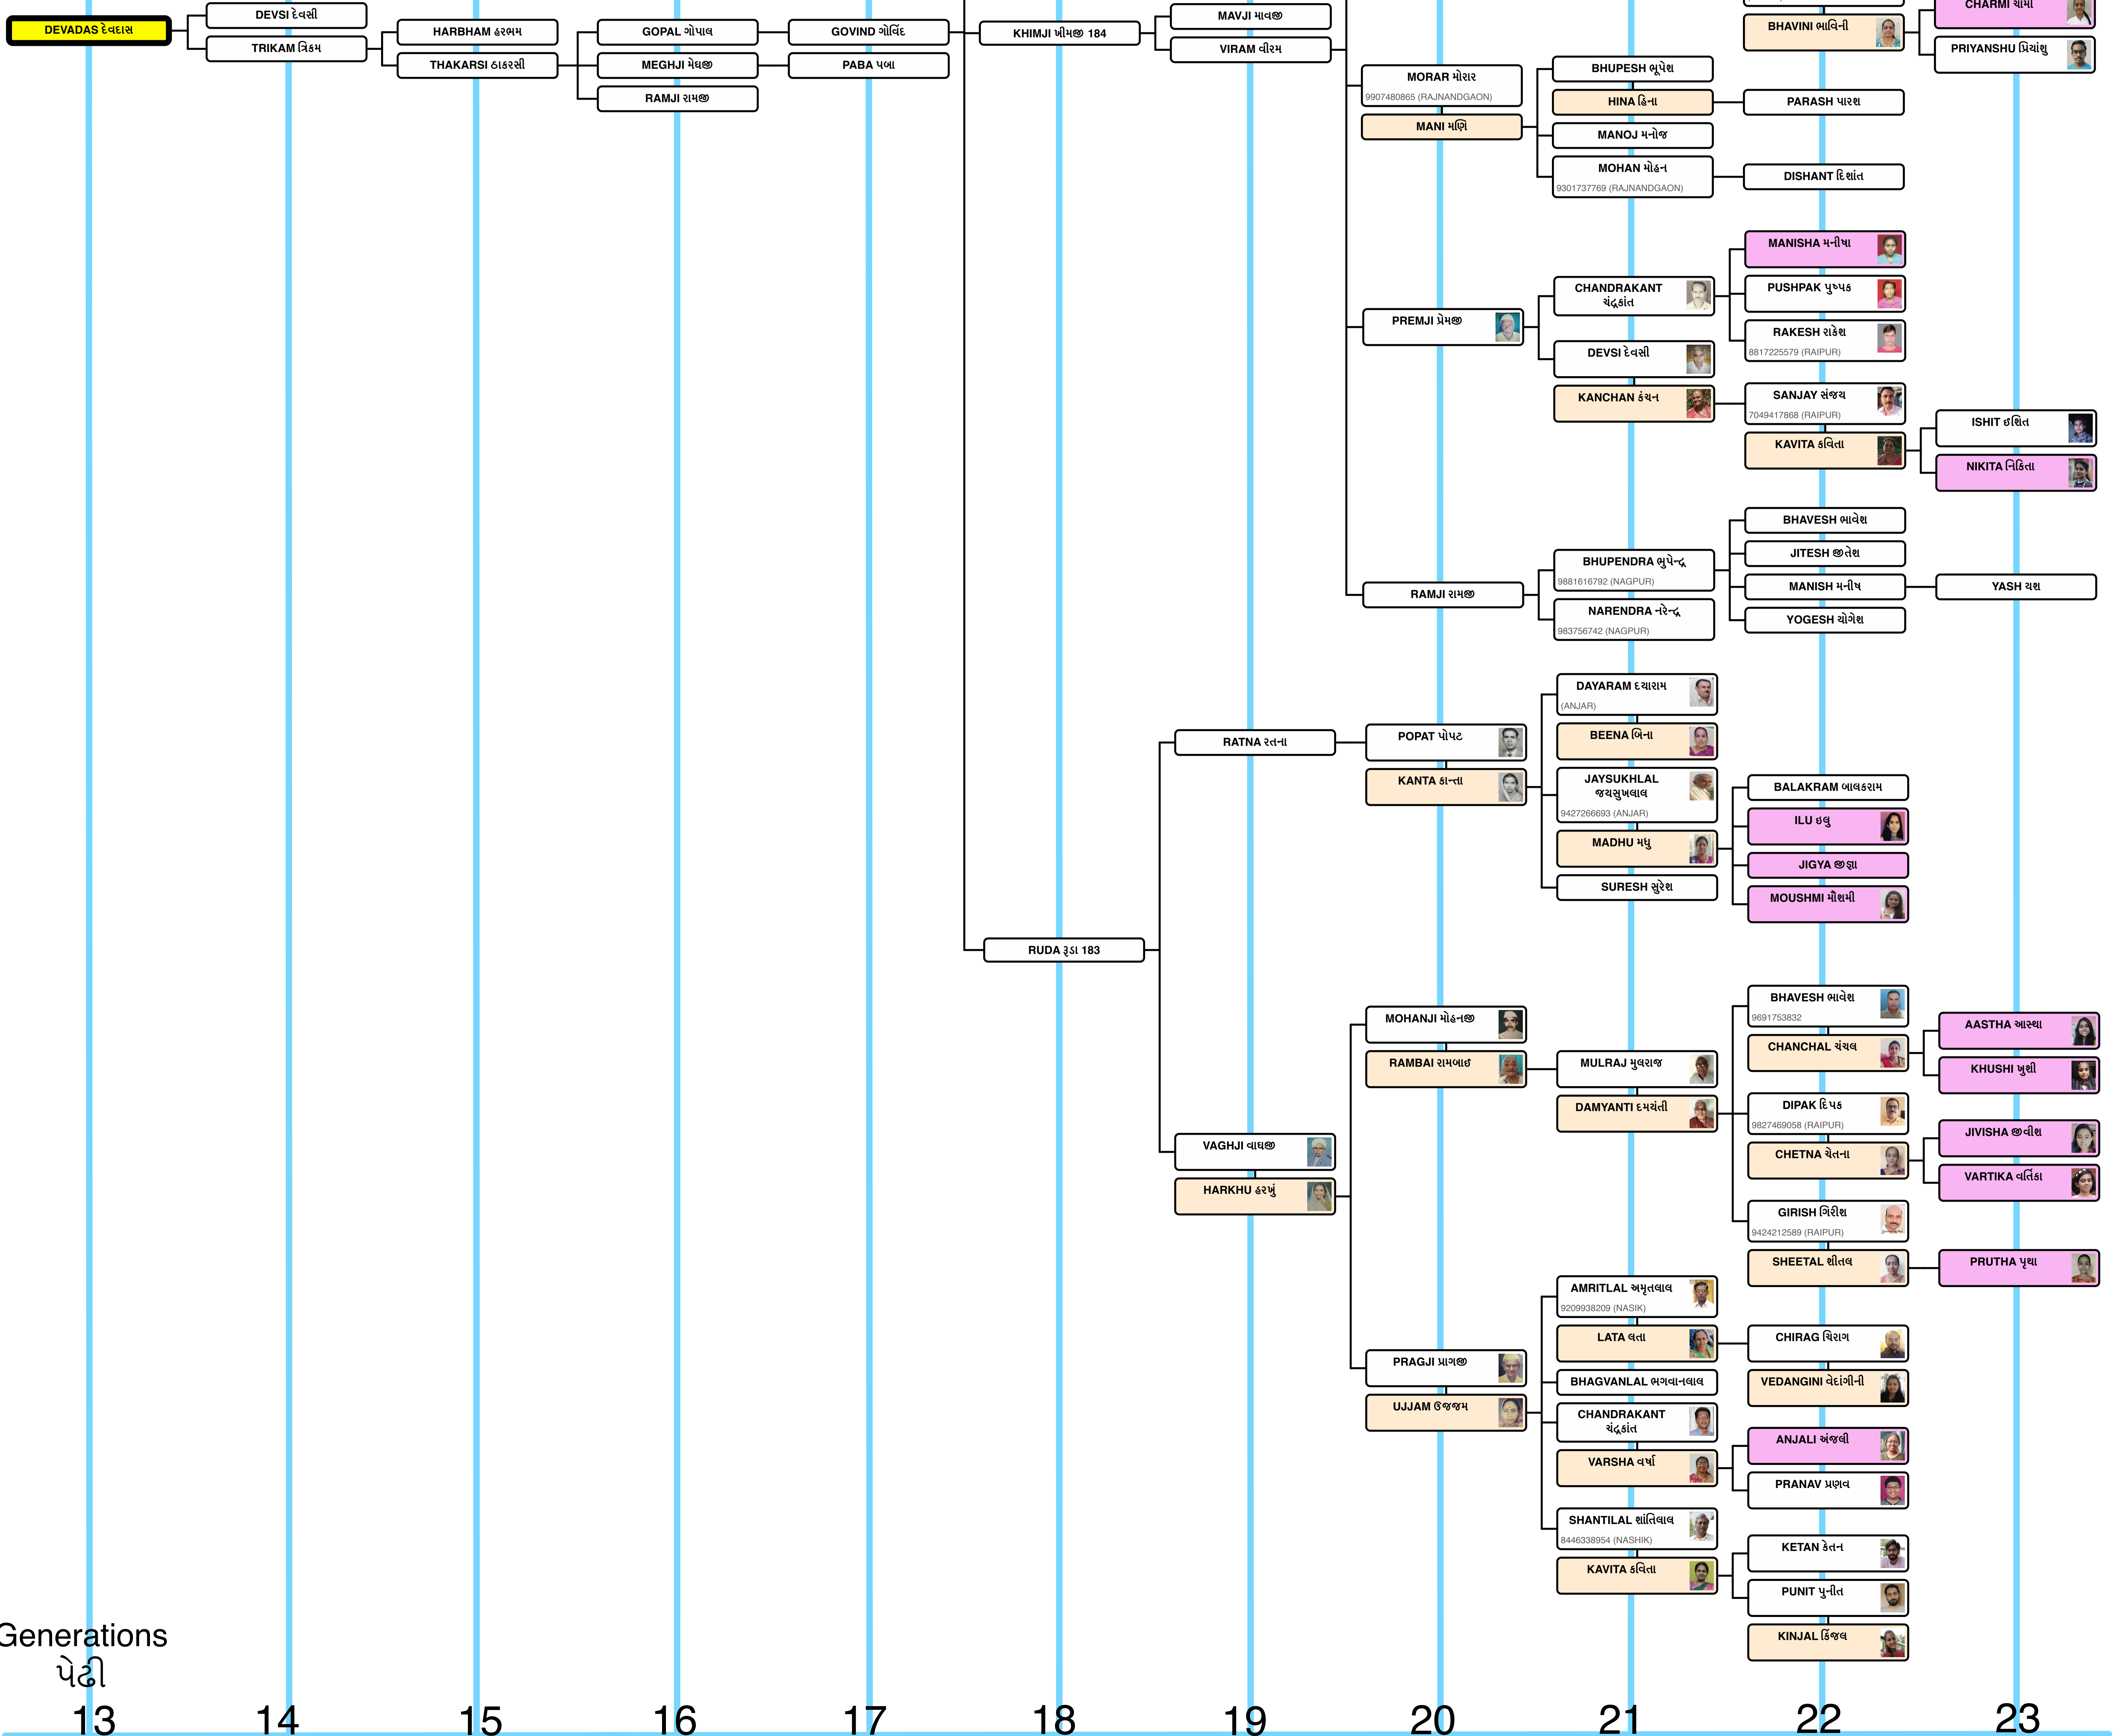 DEVADAS દેવદાસ
DEVSI દેવસી
TRIKAM ત્રિકમ
HARBHAM હરભમ
THAKARSI ઠાકરસી
GOPAL ગોપાલ
MEGHJI મેઘજી
RAMJI રામજી
GOVIND ગોવિંદ
PABA પબા
KHIMJI ખીમજી 184
MAVJI માવજી
VIRAM વીરમ
MORAR મોરાર
9907480865 (RAJNANDGAON)
MANI મણિ
BHUPESH ભૂપેશ
HINA હિના
MANOJ મનોજ
MOHAN મોહન
9301737769 (RAJNANDGAON)
BHAVINI ભાવિની
PARASH પારશ
DISHANT દિશાંત
CHARMI ચાર્મી
PRIYANSHU પ્રિયાંશુ
PREMJI પ્રેમજી
CHANDRAKANT
ચંદ્રકાંત
DEVSI દેવસી
KANCHAN કંચન
MANISHA મનીષા
PUSHPAK પુષ્પક
RAKESH રાકેશ
8817225579 (RAIPUR)
SANJAY સંજય
7049417868 (RAIPUR)
KAVITA કવિતા
ISHIT ઈશિત
NIKITA નિકિતા
RAMJI રામજી
BHUPENDRA ભુપેન્દ્ર
9881616792 (NAGPUR)
NARENDRA નરેન્દ્ર
983756742 (NAGPUR)
BHAVESH ભાવેશ
JITESH જીતેશ
MANISH મનીષ
YOGESH યોગેશ
YASH યશ
RUDA રૂડા 183
RATNA રતના
POPAT પોપટ
KANTA કાન્તા
DAYARAM દયારામ
(ANJAR)
BEENA બિના
JAYSUKHLAL
જયસુખલાલ
9427266693 (ANJAR)
MADHU મધુ
SURESH સુરેશ
BALAKRAM બાલકરામ
ILU ઇલુ
JIGYA જીજ્ઞા
MOUSHMI મૌશમી
VAGHJI વાઘજી
HARKHU હરખું
MOHANJI મોહનજી
RAMBAI રામબાઈ
MULRAJ મુલરાજ
DAMYANTI દમયંતી
BHAVESH ભાવેશ
9691753832
CHANCHAL ચંચલ
DIPAK દિપક
9827469058 (RAIPUR)
CHETNA ચેતના
GIRISH ગિરીશ
9424212589 (RAIPUR)
SHEETAL શીતલ
AASTHA આસ્થા
KHUSHI ખુશી
JIVISHA જીવીશ
VARTIKA વર્તિકા
PRUTHA પૃથા
PRAGJI પ્રાગજી
UJJAM ઉજજમ
AMRITLAL અમૃતલાલ
9209938209 (NASIK)
LATA લતા
BHAGVANLAL ભગવાનલાલ
CHANDRAKANT
ચંદ્રકાંત
VARSHA વર્ષા
SHANTILAL શાંતિલાલ
8446338954 (NASHIK)
KAVITA કવિતા
CHIRAG ચિરાગ
VEDANGINI વેદાંગીની
ANJALI અંજલી
PRANAV પ્રણવ
KETAN કેતન
PUNIT પુનીત
KINJAL કિંજલ
Generations
પેઢી
13 14 15 16 17 18 19 20 21 22 23